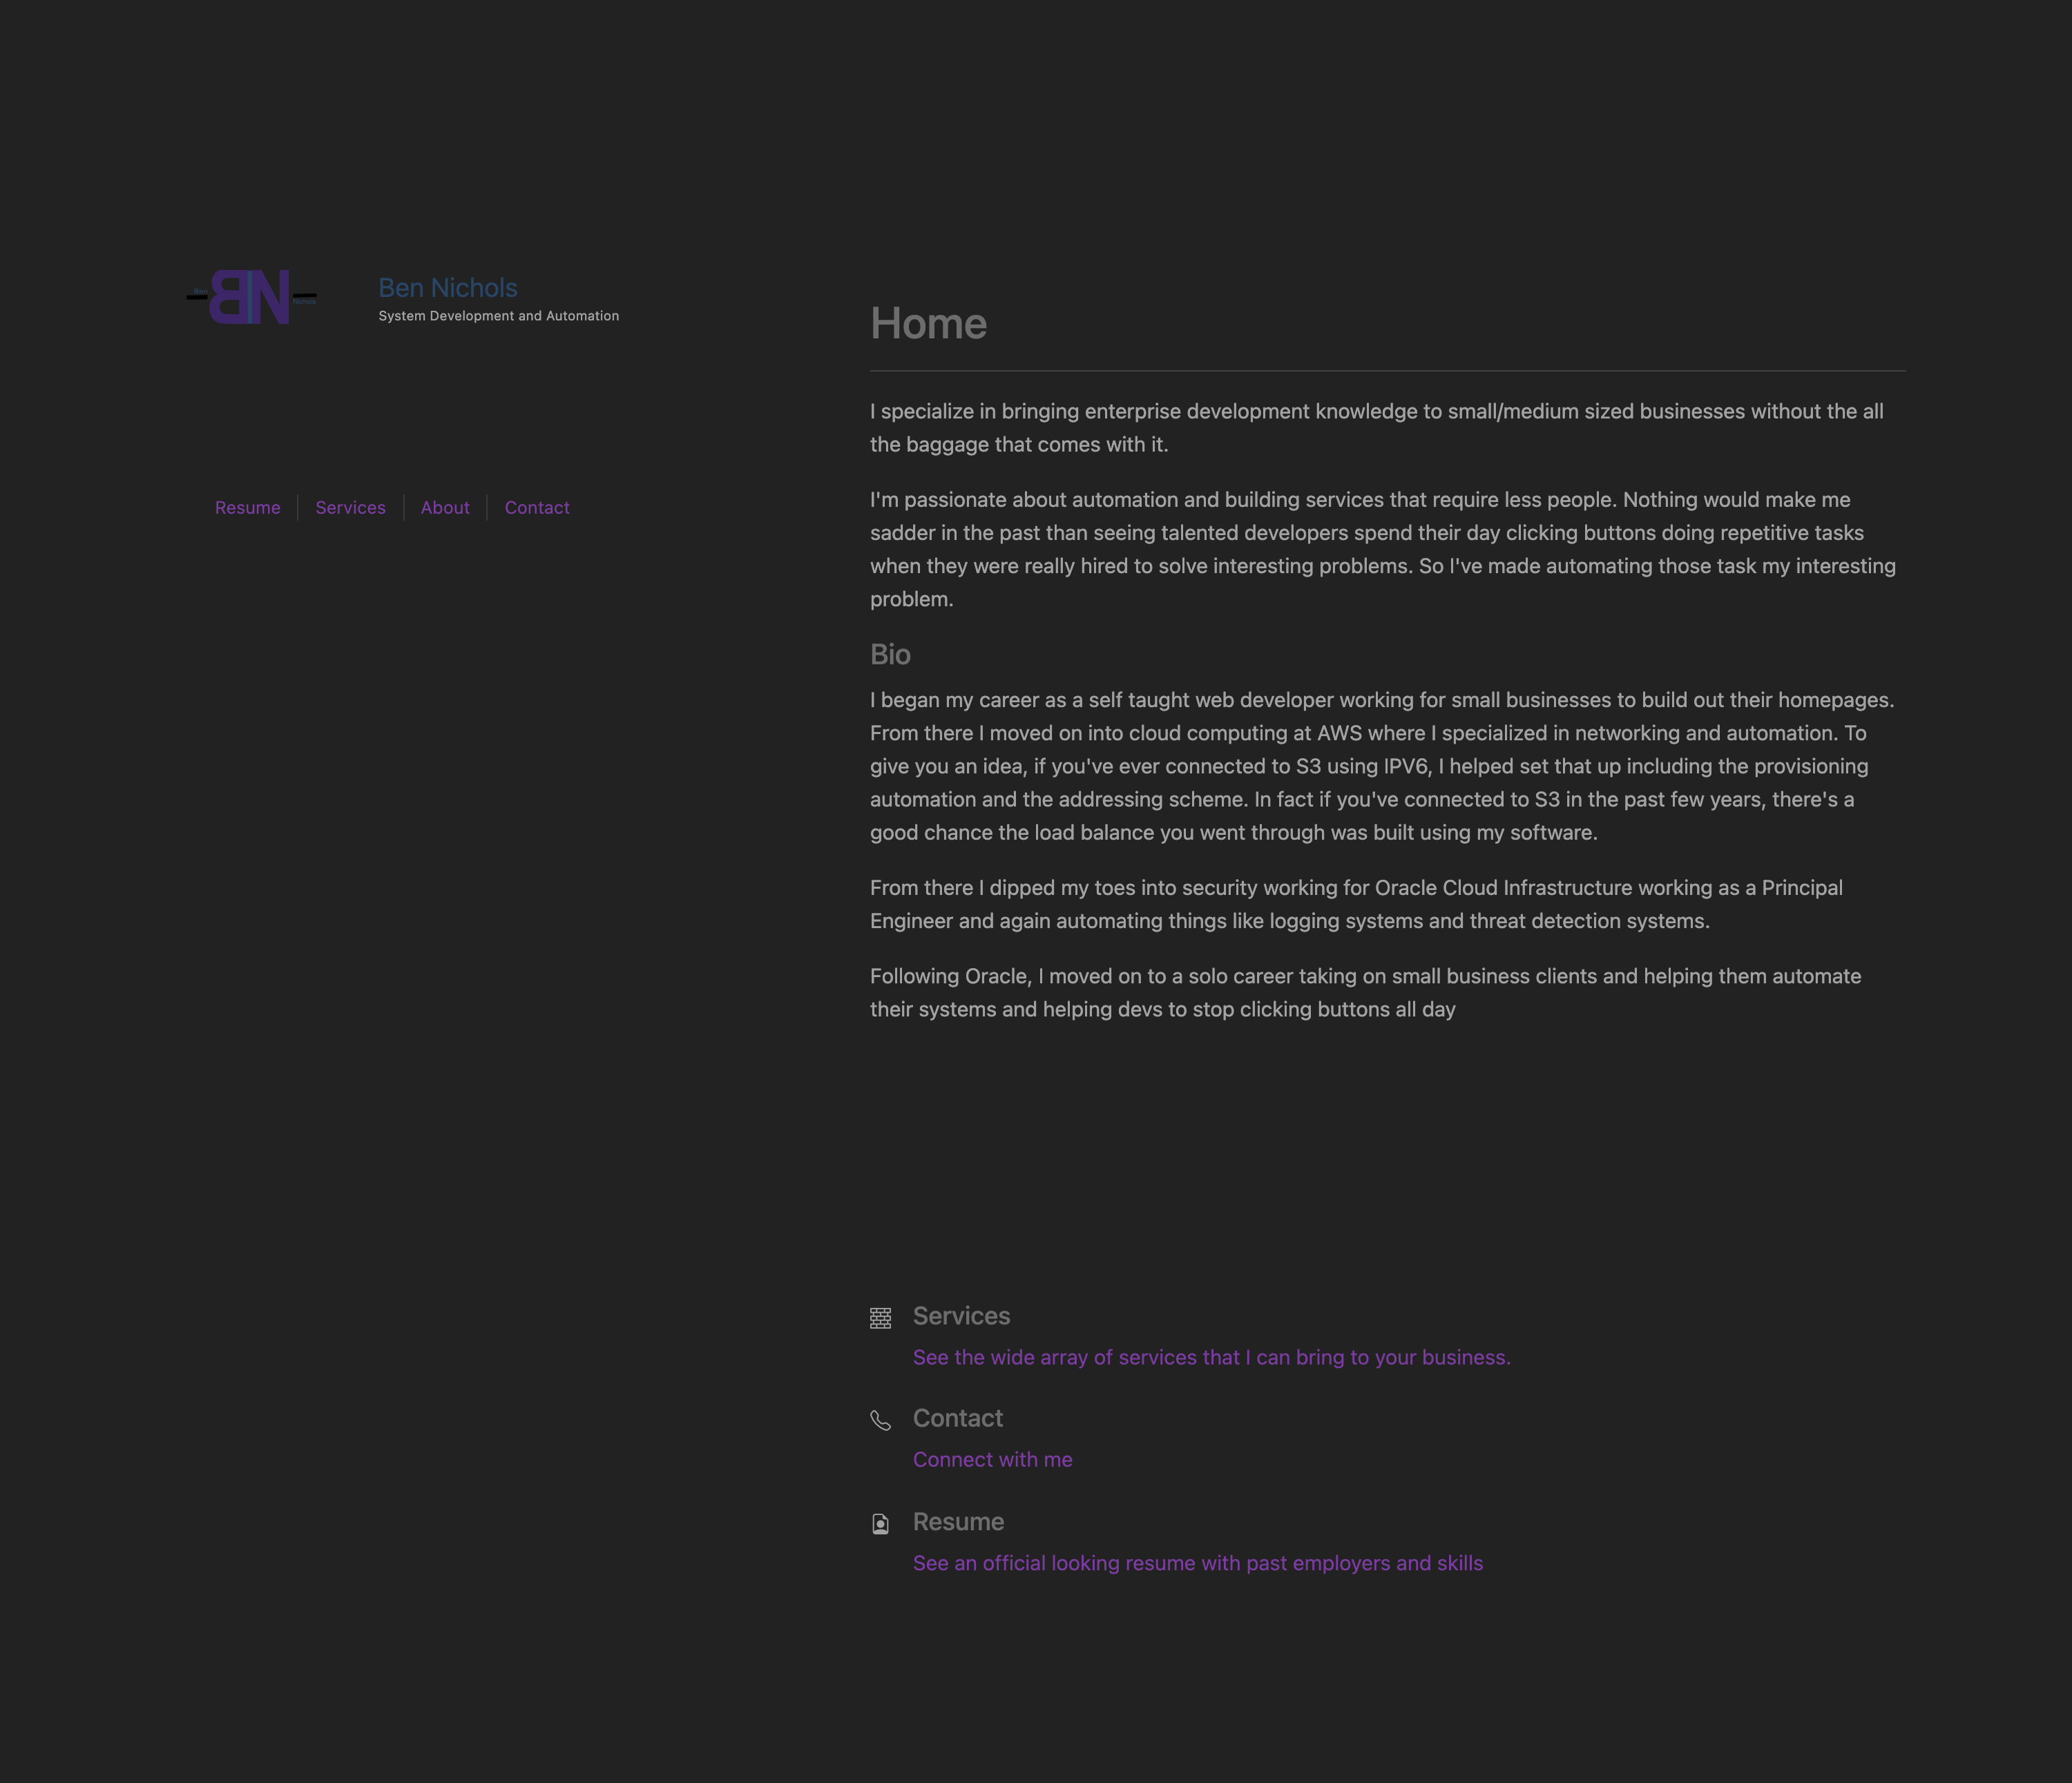 Ben
BN
Nichols
Ben Nichols
System Development and Automation
Resume
Services
About
Contact
Home
I specialize in bringing enterprise development knowledge to small/medium sized businesses without the all
the baggage that comes with it.
I'm passionate about automation and building services that require less people. Nothing would make me
sadder in the past than seeing talented developers spend their day clicking buttons doing repetitive tasks
when they were really hired to solve interesting problems. So I've made automating those task my interesting
problem.
Bio
I began my career as a self taught web developer working for small businesses to build out their homepages.
From there I moved on into cloud computing at AWS where I specialized in networking and automation. To
give you an idea, if you've ever connected to S3 using IPV6, I helped set that up including the provisioning
automation and the addressing scheme. In fact if you've connected to S3 in the past few years, there's a
good chance the load balance you went through was built using my software.
From there I dipped my toes into security working for Oracle Cloud Infrastructure working as a Principal
Engineer and again automating things like logging systems and threat detection systems.
Following Oracle, I moved on to a solo career taking on small business clients and helping them automate
their systems and helping devs to stop clicking buttons all day
Services
See the wide array of services that I can bring to your business.
Contact
Connect with me
Resume
See an official looking resume with past employers and skills